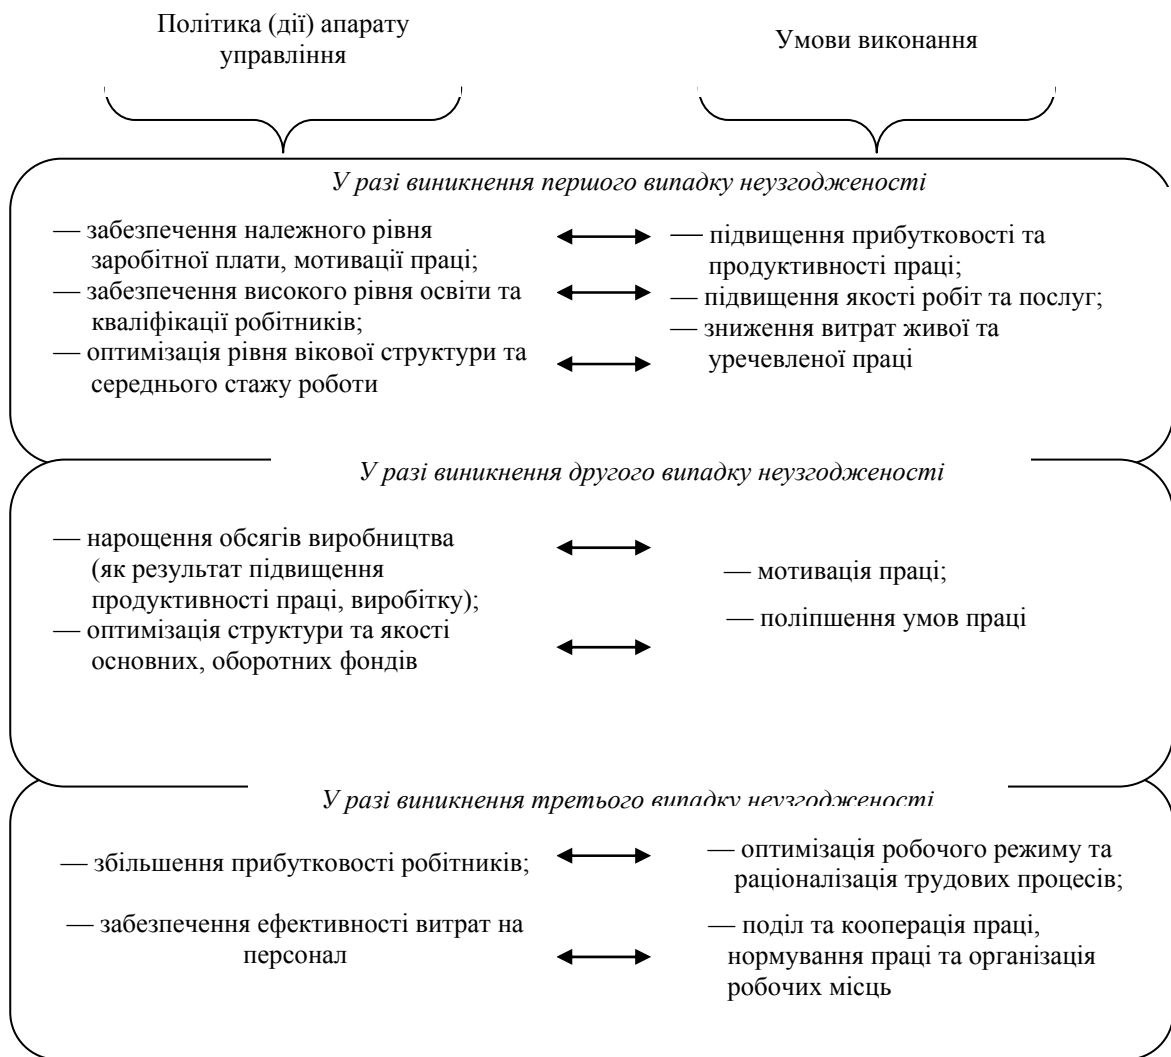 Політика (дії) апарату
управління
Умови виконання
У разі виникнення першого випадку неузгодженості
— забезпечення належного рівня
заробітної плати, мотивації праці;
— забезпечення високого рівня освіти та
кваліфікації робітників;
— оптимізація рівня вікової структури та
середнього стажу роботи
— підвищення прибутковості та
продуктивності праці;
— підвищення якості робіт та послуг;
— зниження витрат живої та
уречевленої праці
У разі виникнення другого випадку неузгодженості
— нарощення обсягів виробництва
(як результат підвищення
продуктивності праці, виробітку);
— оптимізація структури та якості
основних, оборотних фондів
— мотивація праці;
— поліпшення умов праці
У разі виникнення третього випадку неузгодженості
— збільшення прибутковості робітників;
— забезпечення ефективності витрат на
персонал
— оптимізація робочого режиму та
раціоналізація трудових процесів;
— поділ та кооперація праці,
нормування праці та організація
робочих місць